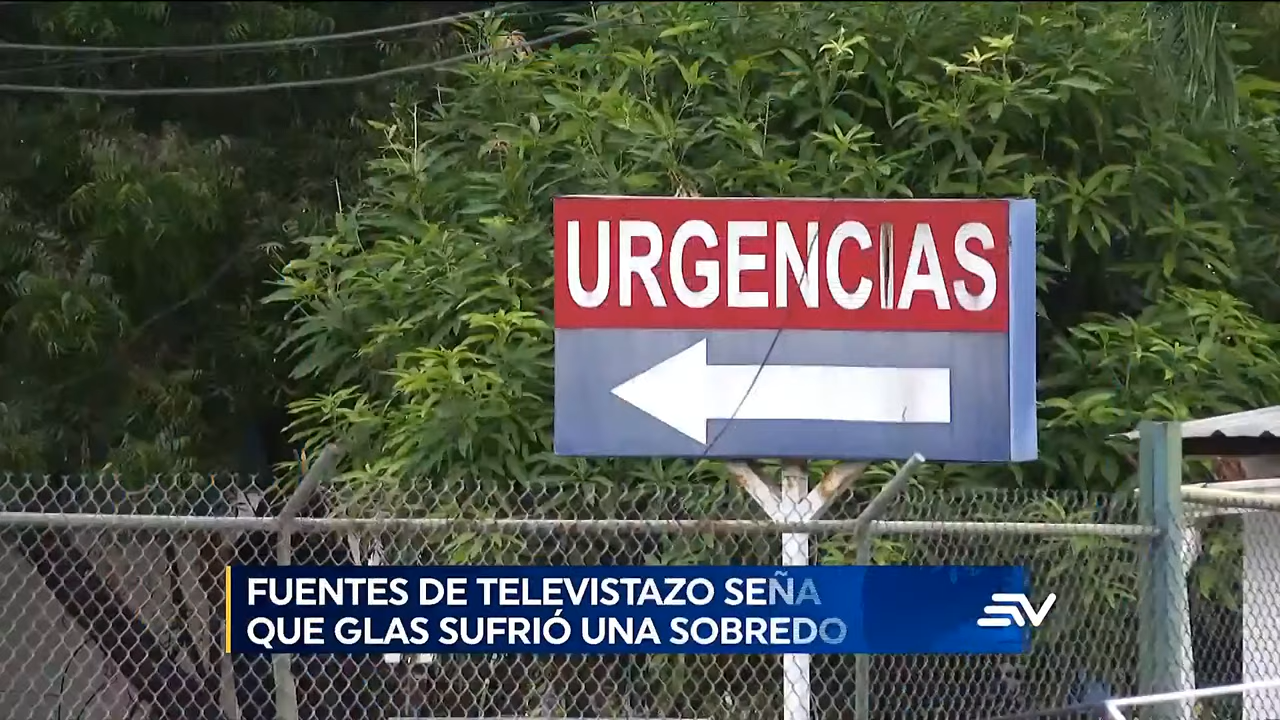 URGENCIAS
FUENTES DE TELEVISTAZO SEÑA
QUE GLAS SUFRIÓ UNA SOBREDO